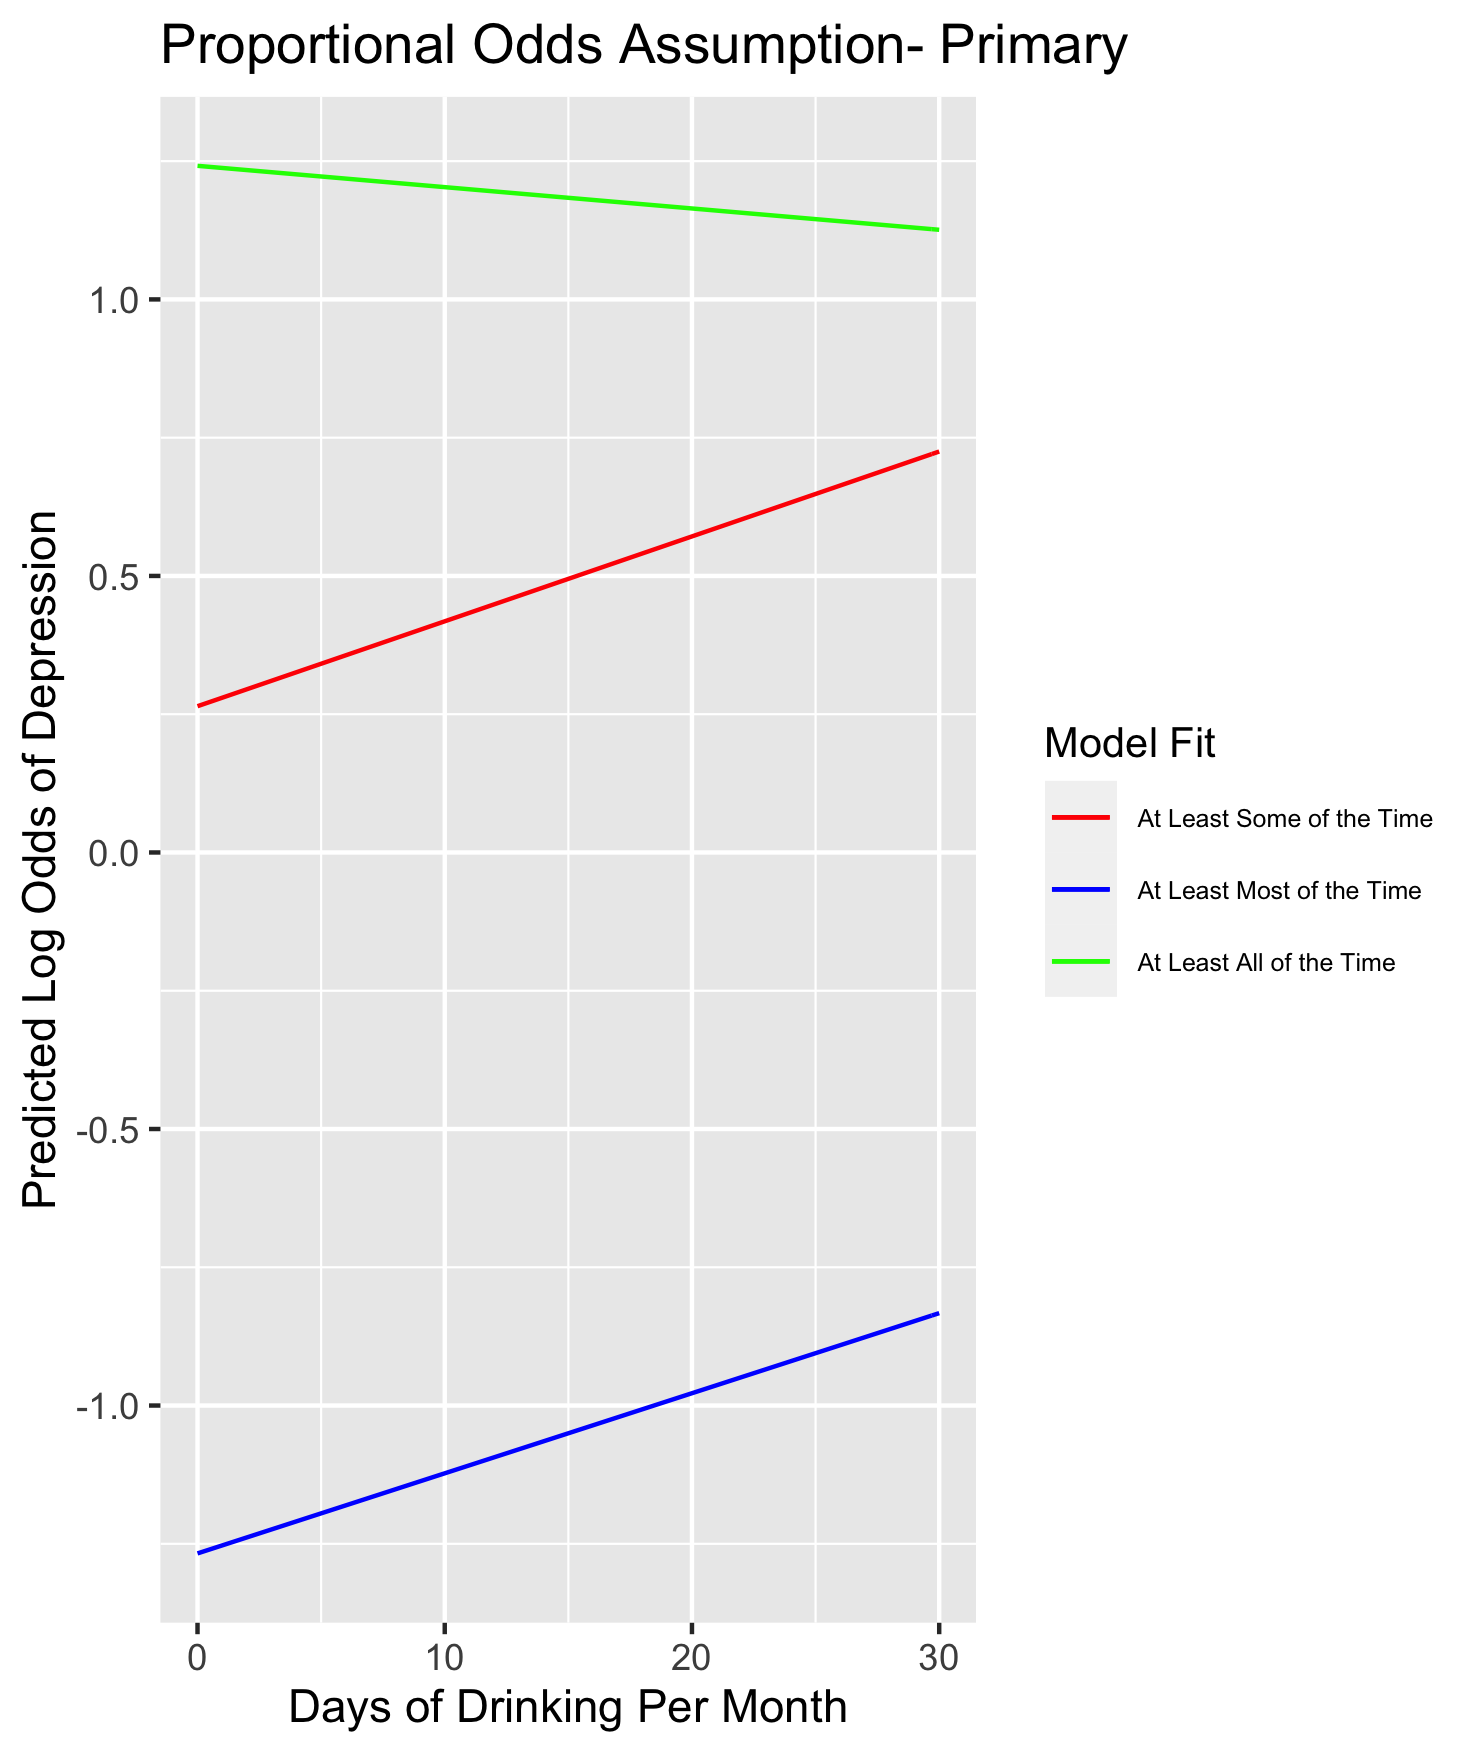 Proportional Odds Assumption- Primary
Predicted Log Odds of Depression
1.0
0.5
0.0
-0.5
-1.0
0 10 20 30
Days of Drinking Per Month
Model Fit
At Least Some of the Time
At Least Most of the Time
At Least All of the Time